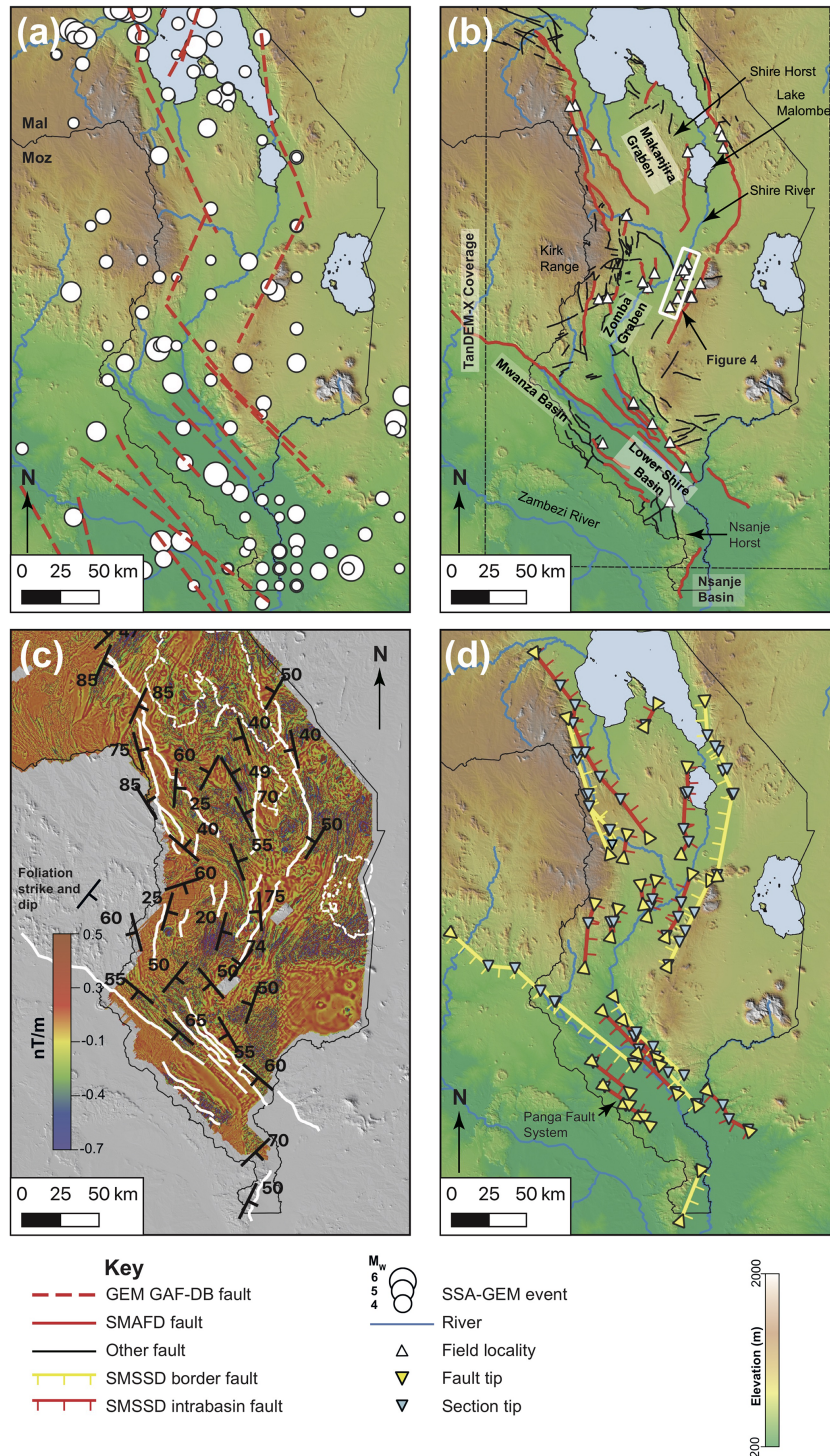 (a)
Mal
Moz
N
0 25 50 km
(b)
Shire Horst
Lake
Malombe
Makanjira
Graben
Shire River
Kirk
Range
TanDEM-X Coverage
Zomba
Graben
Figure 4
Mwanza Basin
Lower Shire
Basin
N
Zambezi River
Nsanje
Horst
0 25 50 km
Nsanje
Basin
(c)
47
N
85
50
85
40
40
75
60
49
25
70
85
50
40
55
Foliation
strike and
dip
60
75
25
20
60
74
0.5
50
50
55
50
0.3
65
nT/m
-0.1
55
60
-0.4
70
-0.7
50
0 25 50 km
(d)
N
Panga Fault
System
0 25 50 km
Key
GEM GAF-DB fault
SMAFD fault
Other fault
SMSSD border fault
SMSSD intrabasin fault
Mw
6
5
4
SSA-GEM event
River
Field locality
Fault tip
Section tip
2000
Elevation (m)
200